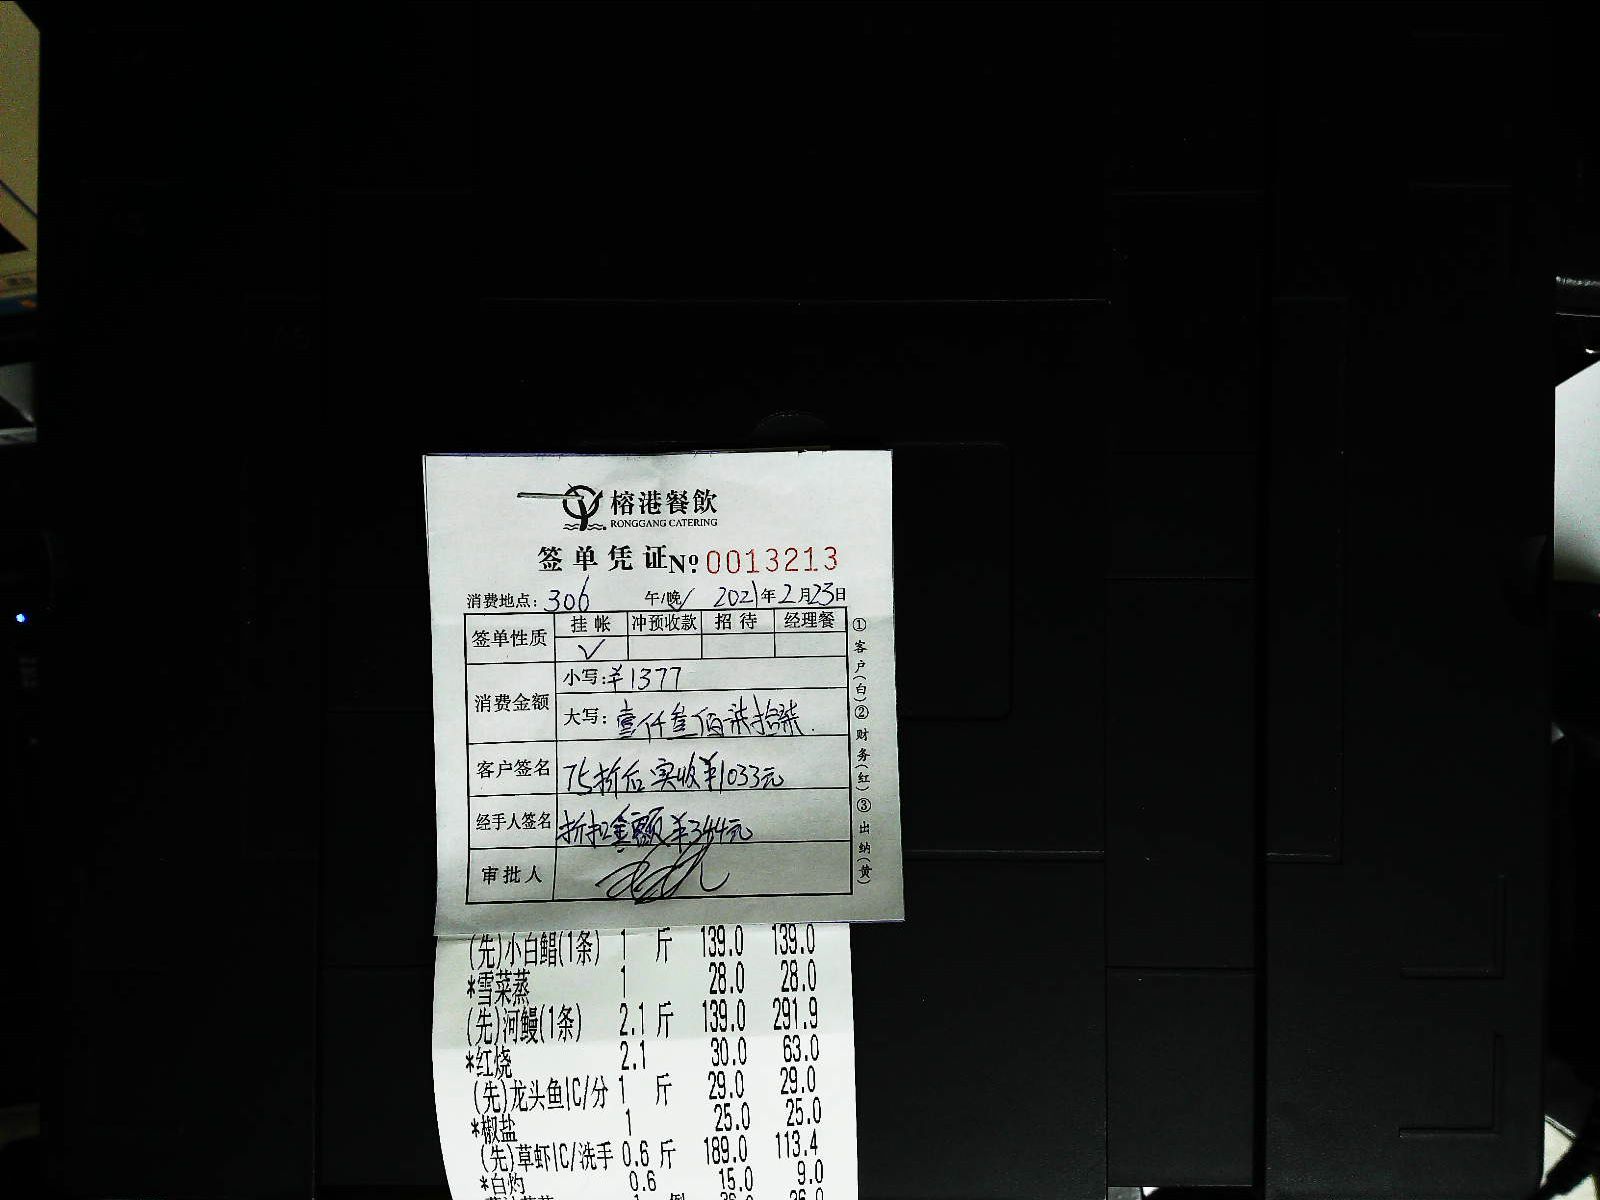 榕港餐飲
RONGGANG CATERING
签单凭证 No 0013213
消费地点: 306 午/晚✓ 2021年2月23日
签单性质 挂帐 冲预收款 招待 经理餐
✓
消费金额 小写: ¥1377
大写: 壹仟叁佰柒拾柒.
客户签名 75折后实收¥1033元
经手人签名 折扣金额¥344元
审批人
①客户(白)②财务(红)③出纳(黄)
(先)小白鲳(1条) 1 斤 139.0 139.0
*雪菜蒸 1 28.0 28.0
(先)河鳗(1条) 2.1 斤 139.0 291.9
*红烧 2.1 30.0 63.0
(先)龙头鱼|C/分 1 斤 29.0 29.0
*椒盐 1 25.0 25.0
(先)草虾|C/洗手 0.6 斤 189.0 113.4
*白灼 0.6 15.0 9.0